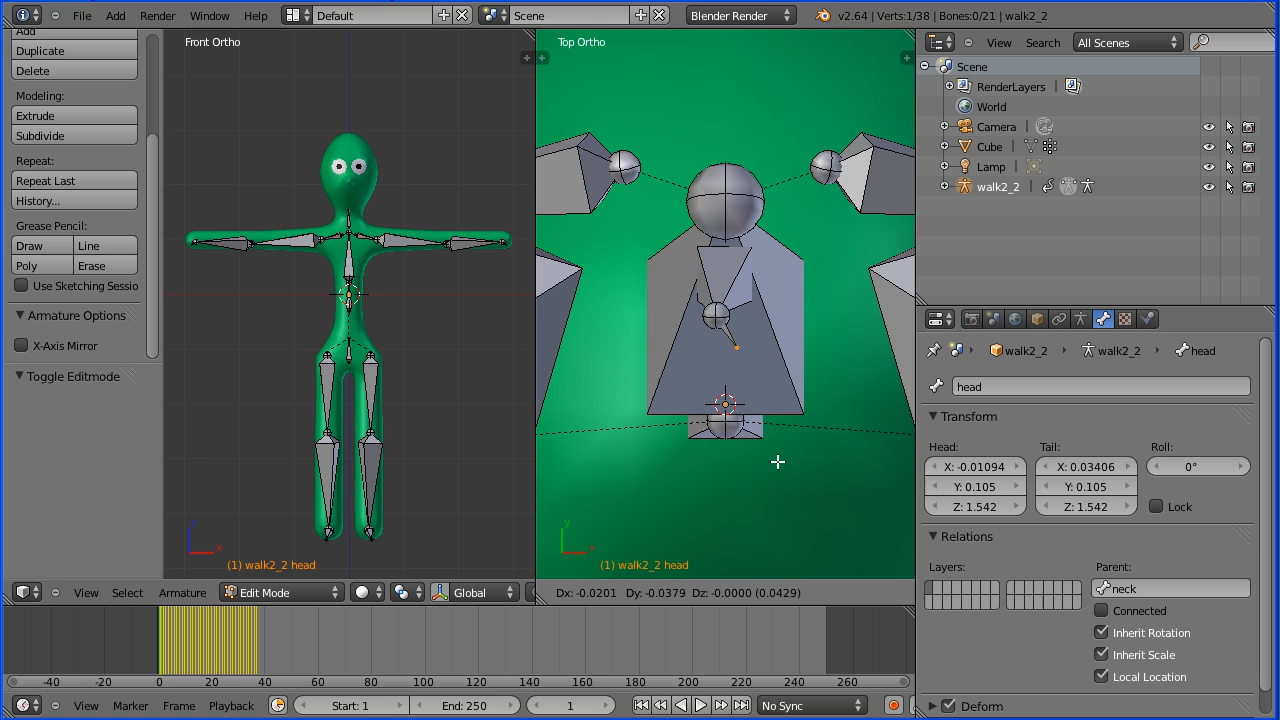 File Add Render Window Help Default Scene Blender Render v2.64 | Verts:1/38 | Bones:0/21 | walk2_2
Add
Duplicate
Delete
Modeling:
Extrude
Subdivide
Repeat:
Repeat Last
History...
Grease Pencil:
Draw Line
Poly Erase
Use Sketching Sessio
Armature Options
X-Axis Mirror
Toggle Editmode
Front Ortho
z
x
(1) walk2_2 head
View Select Armature Edit Mode Global
Top Ortho
y
x
(1) walk2_2 head
Dx: -0.0201 Dy: -0.0379 Dz: -0.0000 (0.0429)
View Search All Scenes
Scene
RenderLayers
World
Camera
Cube
Lamp
walk2_2
walk2_2 walk2_2 head
head
Transform
Head: Tail: Roll:
X: -0.01094 X: 0.03406 0°
Y: 0.105 Y: 0.105
Z: 1.542 Z: 1.542 Lock
Relations
Layers: Parent:
neck
Connected
Inherit Rotation
Inherit Scale
Local Location
Deform
-40 -20 0 20 40 60 80 100 120 140 160 180 200 220 240 260
View Marker Frame Playback Start: 1 End: 250 1 No Sync